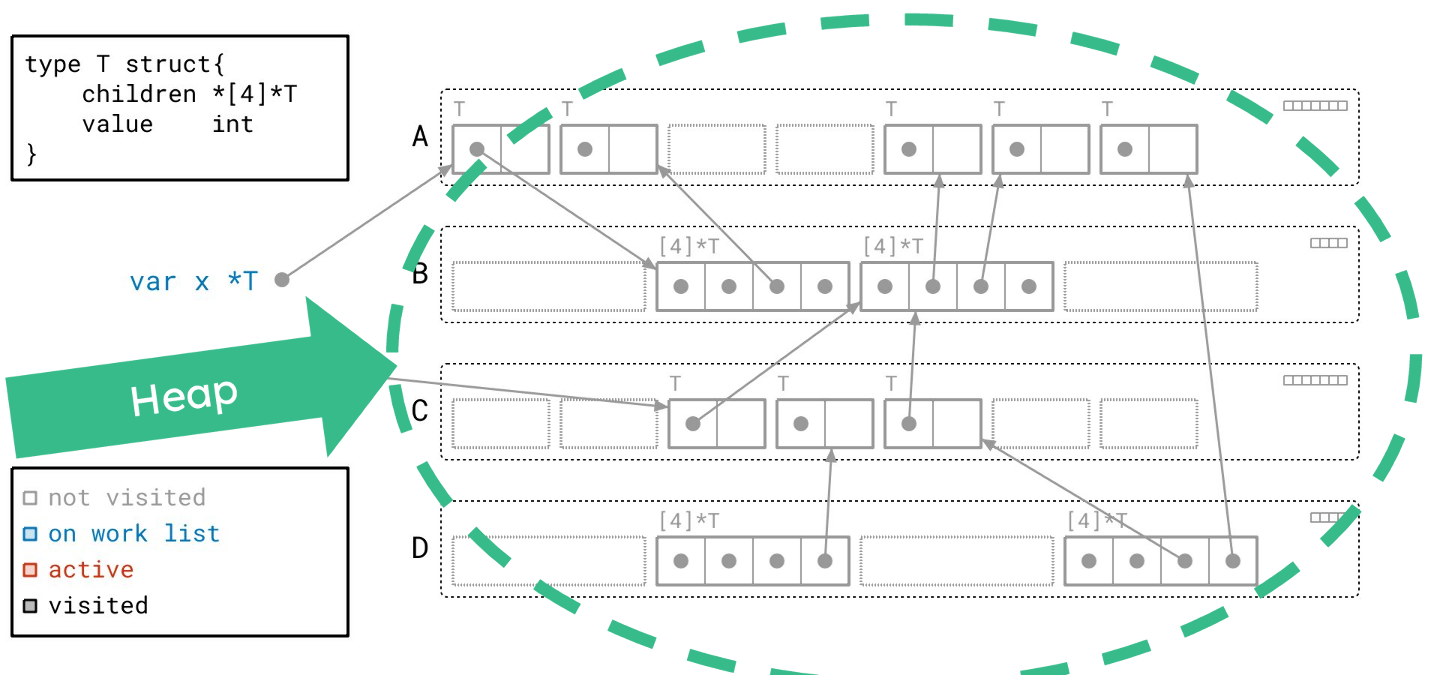 type T struct{
    children *[4]*T
    value    int
}
var x *T
Heap
not visited
on work list
active
visited
A
T
T
T
T
T
B
[4]*T
[4]*T
C
T
T
T
D
[4]*T
[4]*T